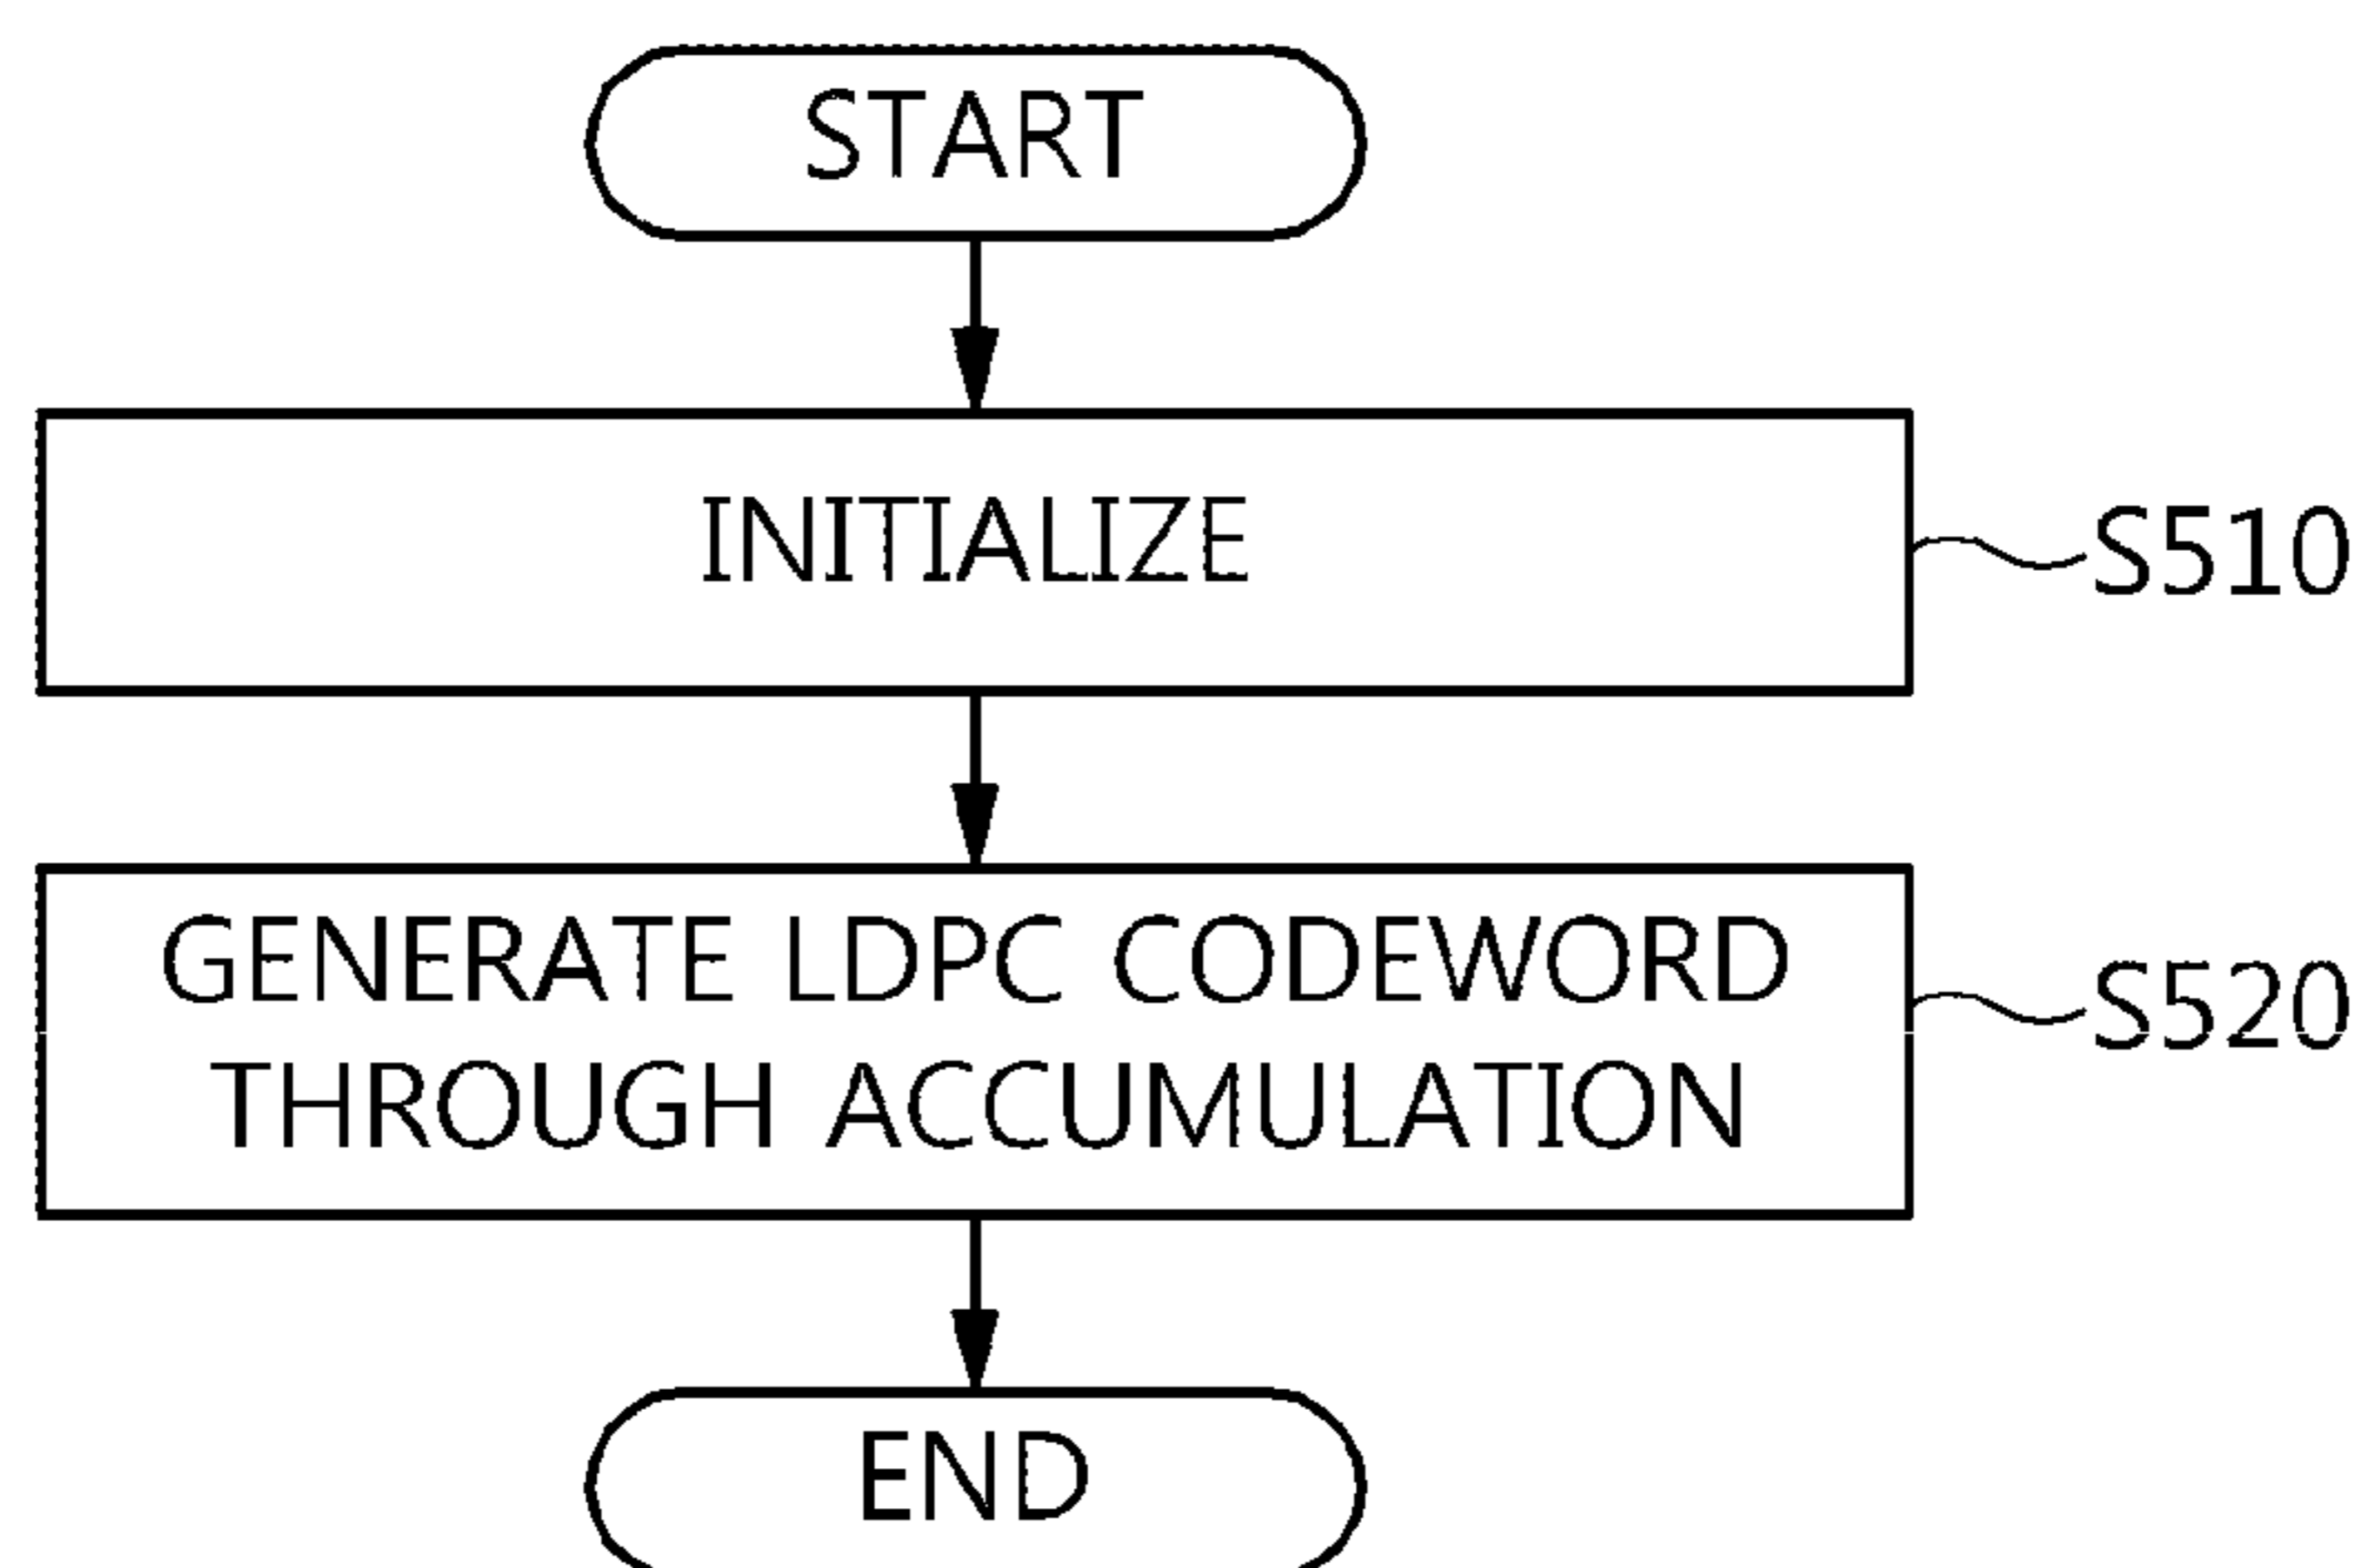 START
INITIALIZE
S510
GENERATE LDPC CODEWORD
THROUGH ACCUMULATION
S520
END